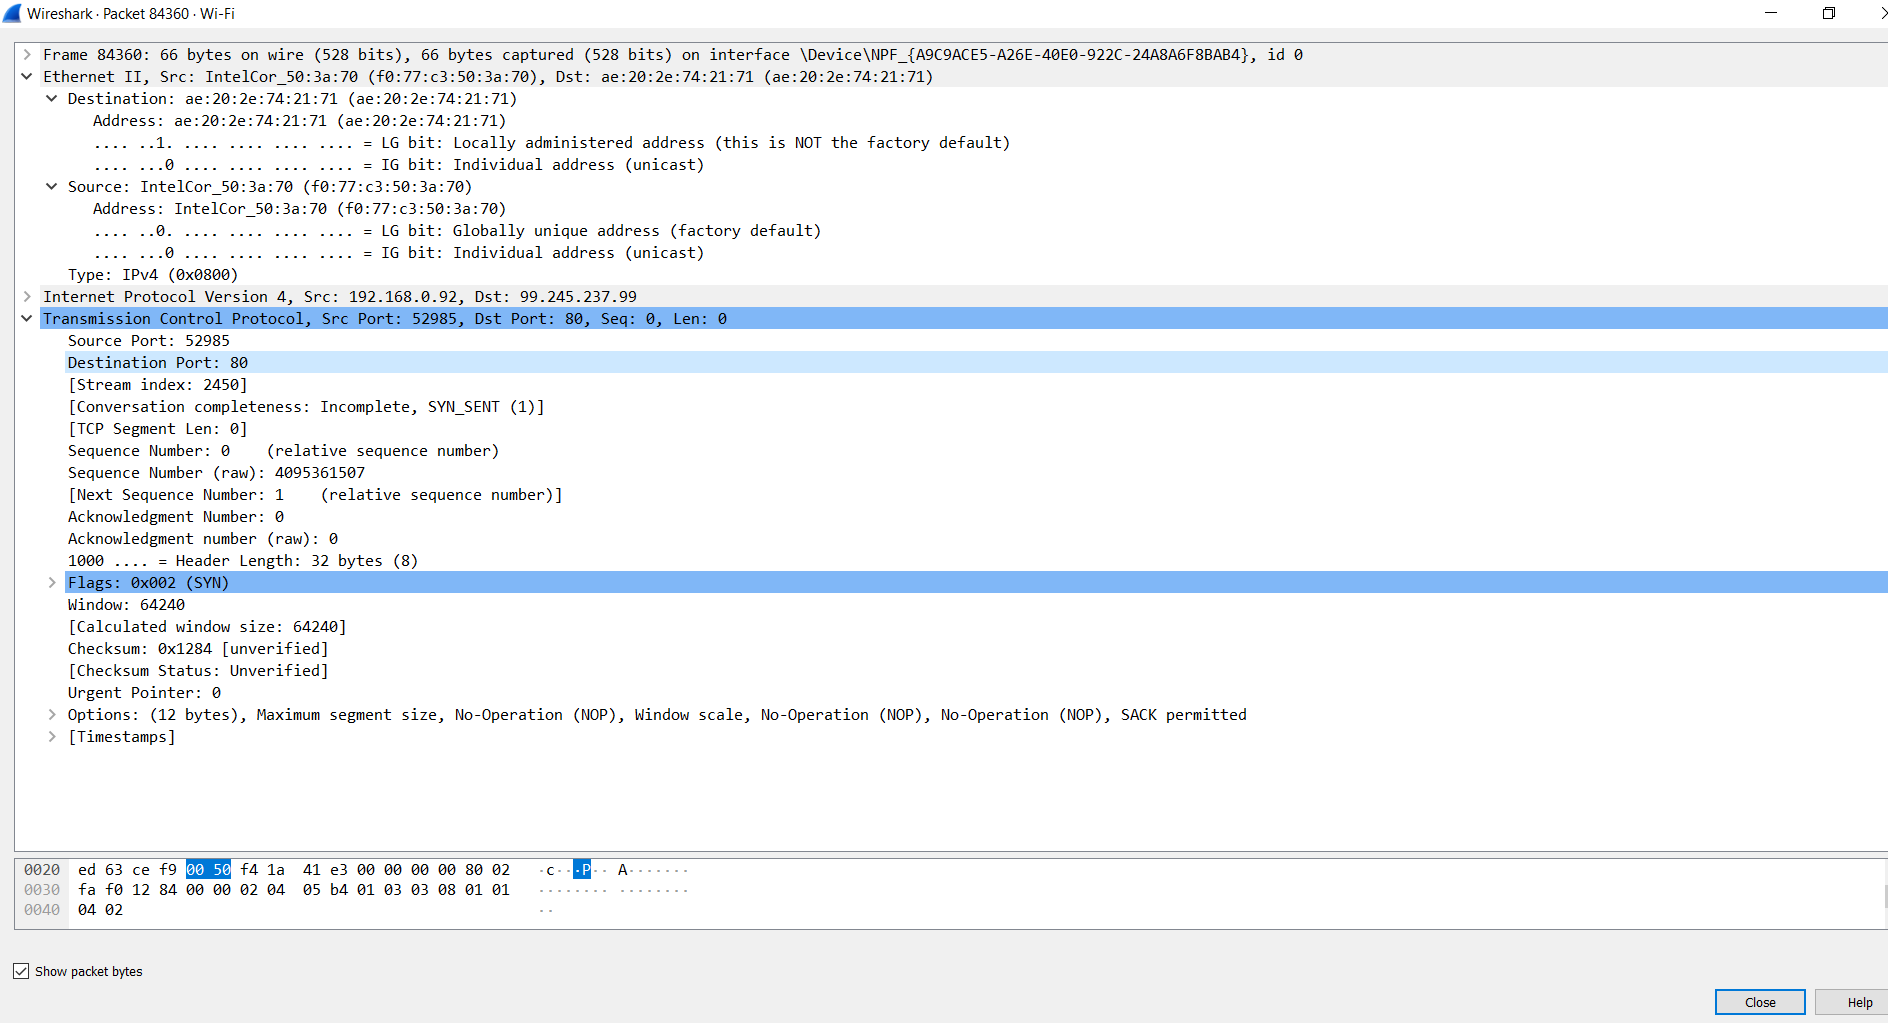 Wireshark · Packet 84360 · Wi-Fi
Frame 84360: 66 bytes on wire (528 bits), 66 bytes captured (528 bits) on interface \Device\NPF_{A9C9ACE5-A26E-40E0-922C-24A8A6F8BAB4}, id 0
Ethernet II, Src: IntelCor_50:3a:70 (f0:77:c3:50:3a:70), Dst: ae:20:2e:74:21:71 (ae:20:2e:74:21:71)
Destination: ae:20:2e:74:21:71 (ae:20:2e:74:21:71)
Address: ae:20:2e:74:21:71 (ae:20:2e:74:21:71)
.... ..1. .... .... .... .... = LG bit: Locally administered address (this is NOT the factory default)
.... ...0 .... .... .... .... = IG bit: Individual address (unicast)
Source: IntelCor_50:3a:70 (f0:77:c3:50:3a:70)
Address: IntelCor_50:3a:70 (f0:77:c3:50:3a:70)
.... ..0. .... .... .... .... = LG bit: Globally unique address (factory default)
.... ...0 .... .... .... .... = IG bit: Individual address (unicast)
Type: IPv4 (0x0800)
Internet Protocol Version 4, Src: 192.168.0.92, Dst: 99.245.237.99
Transmission Control Protocol, Src Port: 52985, Dst Port: 80, Seq: 0, Len: 0
Source Port: 52985
Destination Port: 80
[Stream index: 2450]
[Conversation completeness: Incomplete, SYN_SENT (1)]
[TCP Segment Len: 0]
Sequence Number: 0    (relative sequence number)
Sequence Number (raw): 4095361507
[Next Sequence Number: 1    (relative sequence number)]
Acknowledgment Number: 0
Acknowledgment number (raw): 0
1000 .... = Header Length: 32 bytes (8)
Flags: 0x002 (SYN)
Window: 64240
[Calculated window size: 64240]
Checksum: 0x1284 [unverified]
[Checksum Status: Unverified]
Urgent Pointer: 0
Options: (12 bytes), Maximum segment size, No-Operation (NOP), Window scale, No-Operation (NOP), No-Operation (NOP), SACK permitted
[Timestamps]
0020 ed 63 ce f9 00 50 f4 1a 41 e3 00 00 00 00 80 02 ·c···P·· A·······
0030 fa f0 12 84 00 00 02 04 05 b4 01 03 03 08 01 01 ········ ········
0040 04 02 ··
Show packet bytes
Close Help